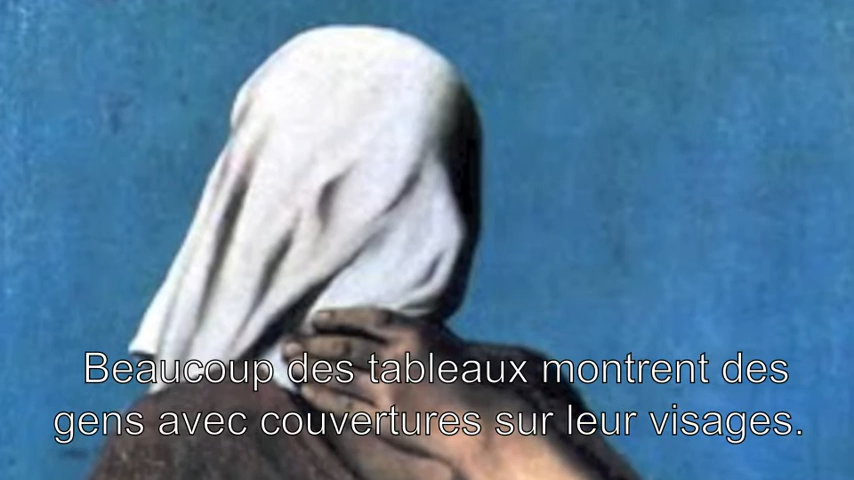 Beaucoup des tableaux montrent des
gens avec couvertures sur leur visages.